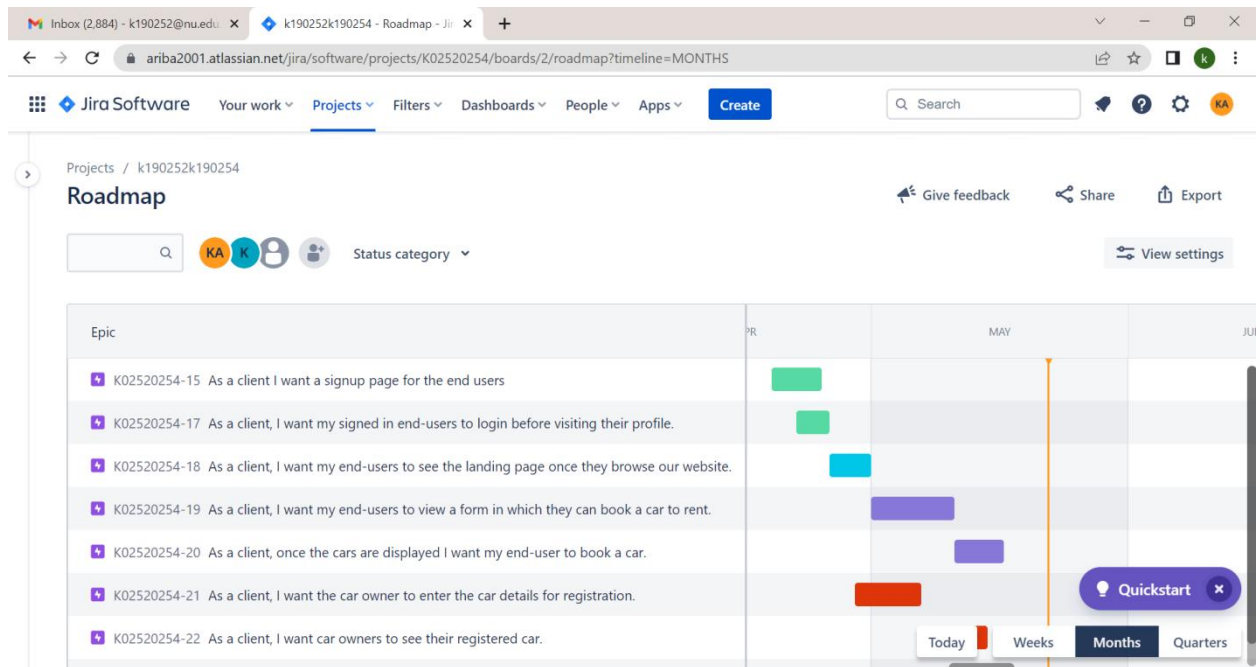 Inbox (2,884) - k190252@nu.edu.
k190252k190254 - Roadmap - Jir
ariba2001.atlassian.net/jira/software/projects/K02520254/boards/2/roadmap?timeline=MONTHS
k
Jira Software Your work Projects Filters Dashboards People Apps Create Search KA
Projects / k190252k190254
Roadmap
Give feedback Share Export
KA K Status category View settings
Epic PR MAY JU
K02520254-15 As a client I want a signup page for the end users
K02520254-17 As a client, I want my signed in end-users to login before visiting their profile.
K02520254-18 As a client, I want my end-users to see the landing page once they browse our website.
K02520254-19 As a client, I want my end-users to view a form in which they can book a car to rent.
K02520254-20 As a client, once the cars are displayed I want my end-user to book a car.
K02520254-21 As a client, I want the car owner to enter the car details for registration.
Quickstart
K02520254-22 As a client, I want car owners to see their registered car.
Today Weeks Months Quarters